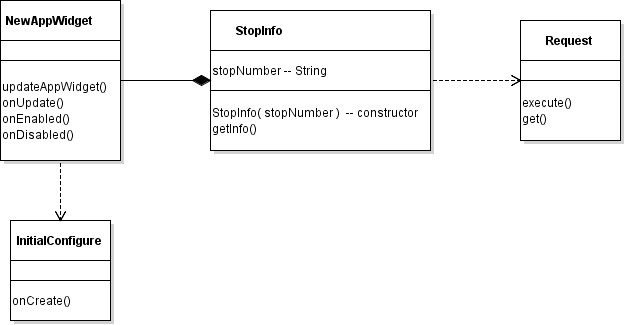 NewAppWidget
updateAppWidget()
onUpdate()
onEnabled()
onDisabled()
StopInfo
stopNumber -- String
StopInfo( stopNumber ) -- constructor
getInfo()
Request
execute()
get()
InitialConfigure
onCreate()